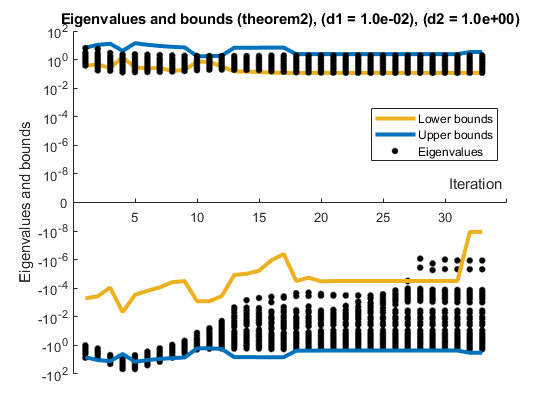 Eigenvalues and bounds (theorem2), (d1 = 1.0e-02), (d2 = 1.0e+00)
10^2
10^0
10^-2
10^-4
10^-6
10^-8
0
-10^-8
-10^-6
-10^-4
-10^-2
-10^0
-10^2
Eigenvalues and bounds
Lower bounds
Upper bounds
Eigenvalues
Iteration
5 10 15 20 25 30